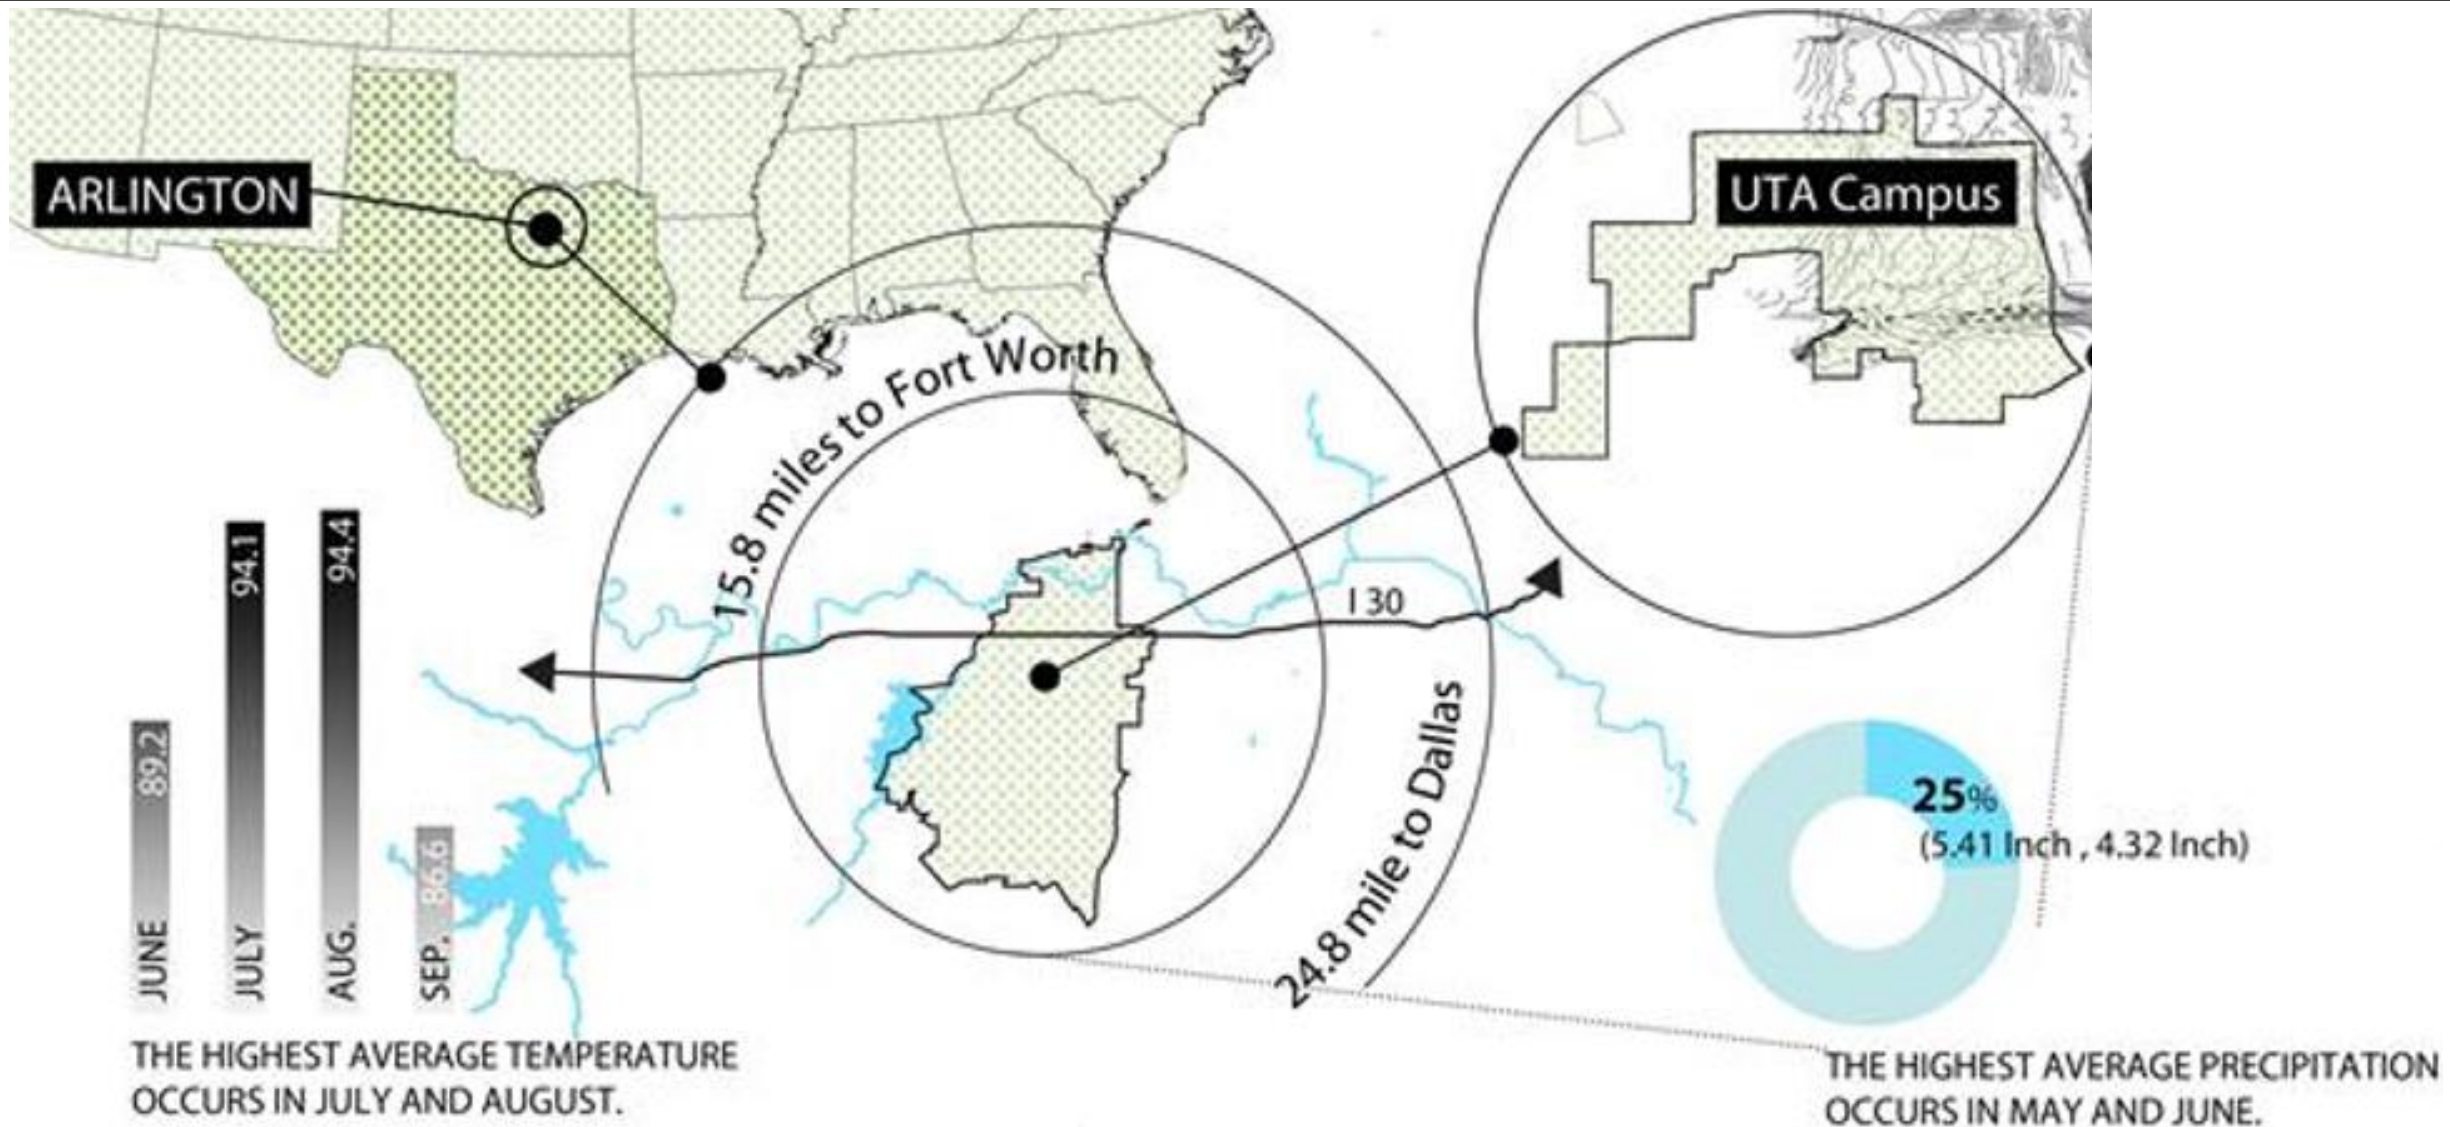 ARLINGTON
UTA Campus
15.8 miles to Fort Worth
I 30
24.8 mile to Dallas
94.1
94.4
89.2
86.6
JUNE
JULY
AUG.
SEP.
25%
(5.41 Inch , 4.32 Inch)
THE HIGHEST AVERAGE TEMPERATURE
OCCURS IN JULY AND AUGUST.
THE HIGHEST AVERAGE PRECIPITATION
OCCURS IN MAY AND JUNE.